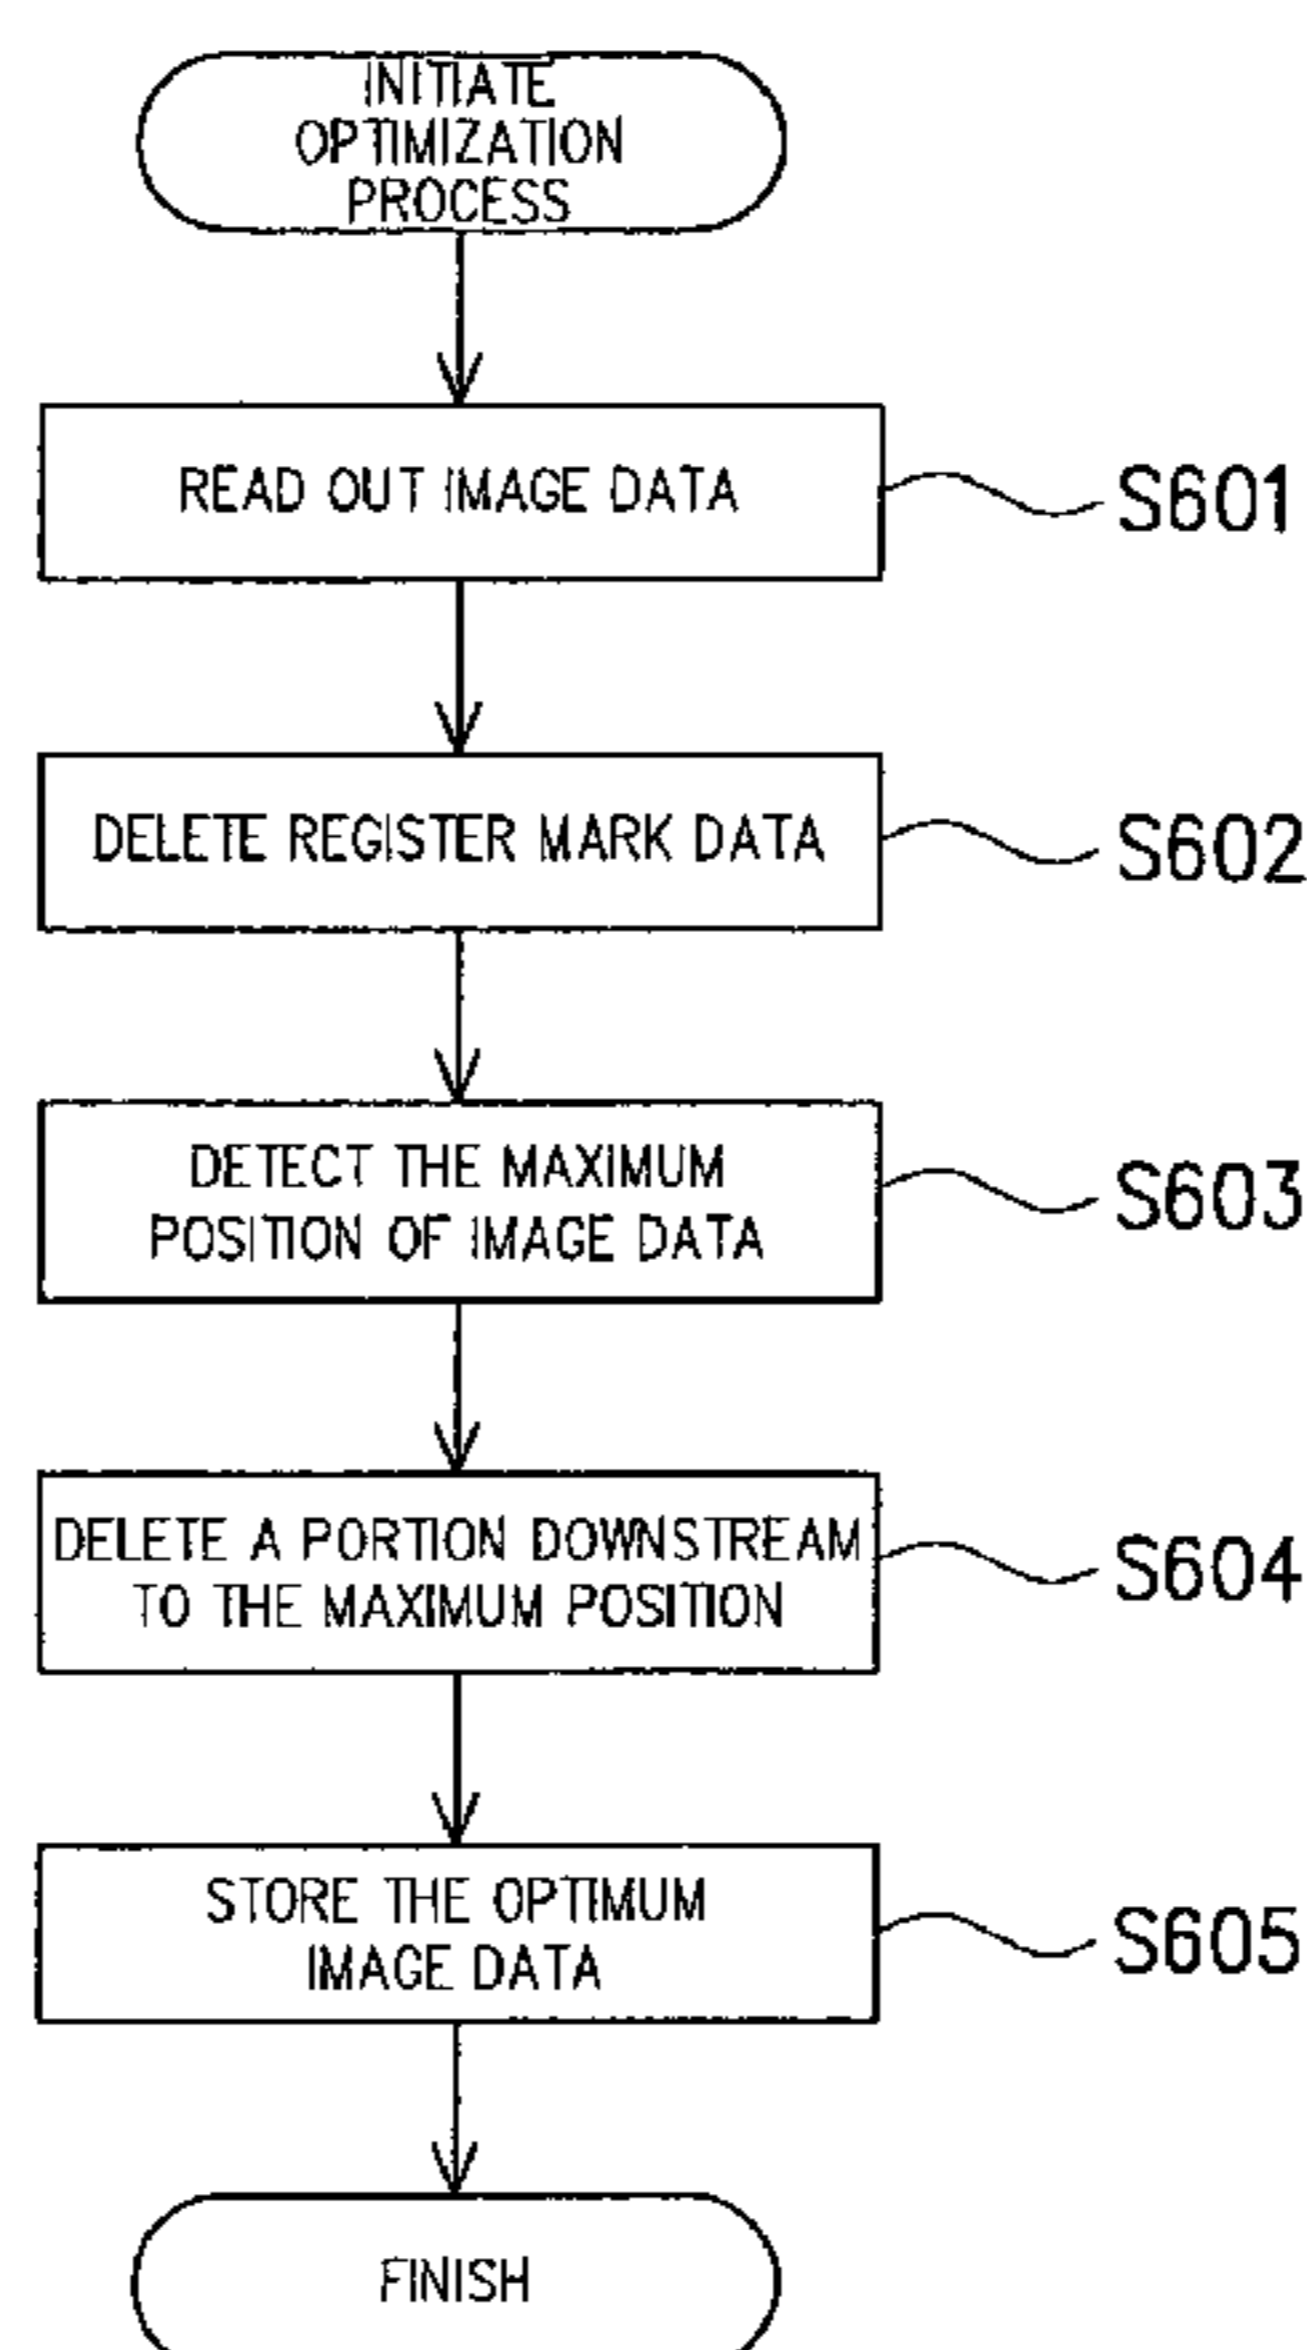 INITIATE
OPTIMIZATION
PROCESS
READ OUT IMAGE DATA
S601
DELETE REGISTER MARK DATA
S602
DETECT THE MAXIMUM
POSITION OF IMAGE DATA
S603
DELETE A PORTION DOWNSTREAM
TO THE MAXIMUM POSITION
S604
STORE THE OPTIMUM
IMAGE DATA
S605
FINISH